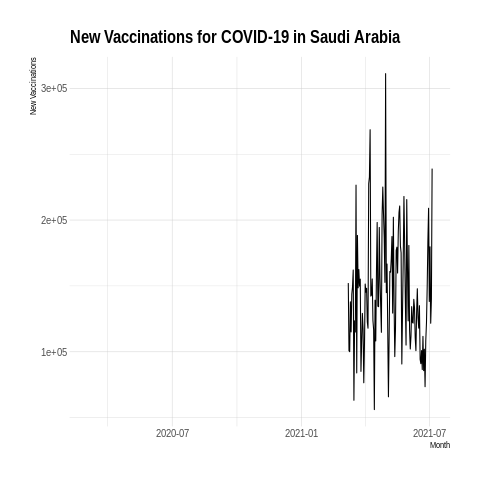 New Vaccinations for COVID-19 in Saudi Arabia
New Vaccinations
3e+05
2e+05
1e+05
2020-07
2021-01
2021-07
Month